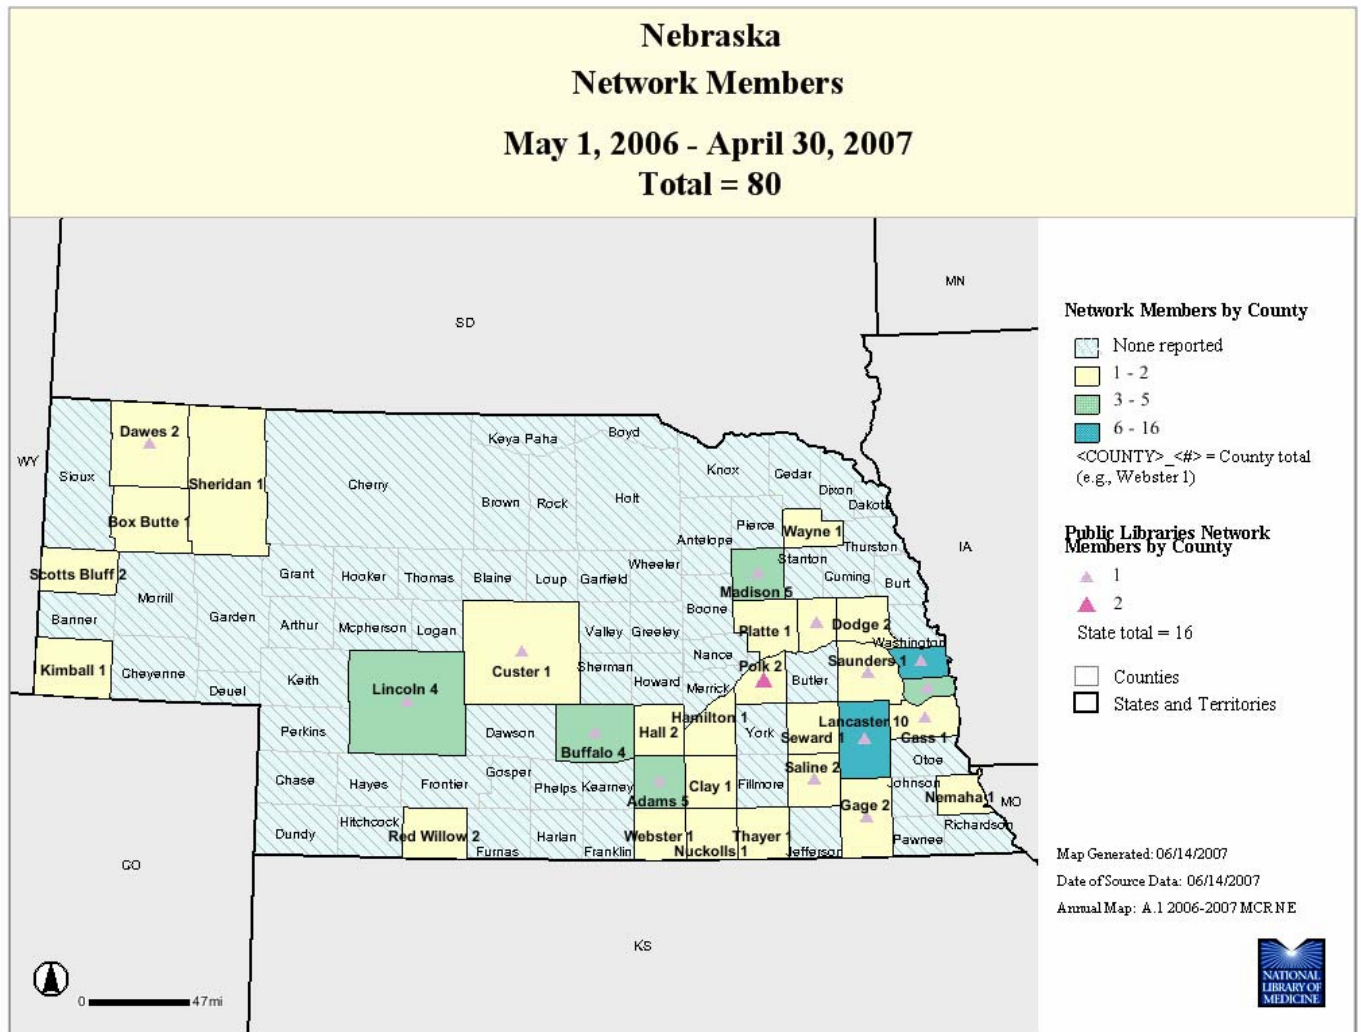 Nebraska
Network Members
May 1, 2006 - April 30, 2007
Total = 80
MN
SD
WY
IA
Network Members by County
None reported
1 - 2
3 - 5
6 - 16
<COUNTY>_<#> = County total
(e.g., Webster 1)
Public Libraries Network
Members by County
1
2
State total = 16
Counties
States and Territories
Dawes 2
Sioux
Sheridan 1
Box Butte 1
Cherry
Keya Paha
Boyd
Brown
Rock
Holt
Knox
Cedar
Dixon
Dakota
Pierce
Wayne 1
Antelope
Thurston
Stanton
Madison 5
Cuming
Burt
Scotts Bluff 2
Morrill
Banner
Garden
Kimball 1
Cheyenne
Deuel
Grant
Hooker
Thomas
Blaine
Loup
Garfield
Wheeler
Arthur
Mcpherson
Logan
Custer 1
Valley
Greeley
Boone
Platte 1
Dodge 2
Washington
Nance
Polk 2
Butler
Saunders 1
Keith
Lincoln 4
Sherman
Howard
Merrick
Perkins
Dawson
Buffalo 4
Hall 2
Hamilton 1
York
Seward 1
Lancaster 10
Cass 1
Otoe
Chase
Hayes
Frontier
Gosper
Phelps
Kearney
Adams 5
Clay 1
Fillmore
Saline 2
Gage 2
Johnson
Nemaha 1
MO
Dundy
Hitchcock
Red Willow 2
Furnas
Harlan
Franklin
Webster 1
Nuckolls 1
Thayer 1
Jefferson
Pawnee
Richardson
CO
KS
0 47mi
Map Generated: 06/14/2007
Date of Source Data: 06/14/2007
Annual Map: A.1 2006-2007 MCR NE
NATIONAL
LIBRARY OF
MEDICINE